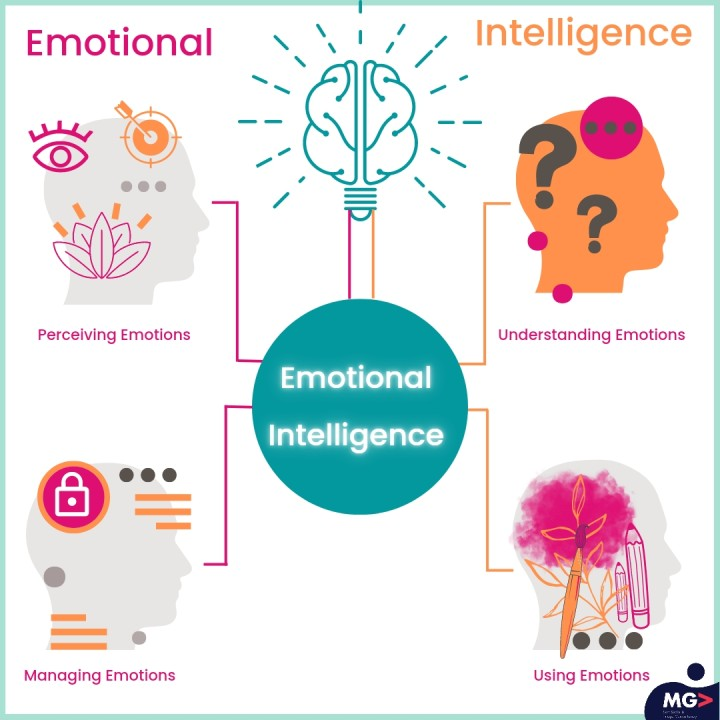 Emotional
Intelligence
Perceiving Emotions
Understanding Emotions
Emotional
Intelligence
Managing Emotions
Using Emotions
MG